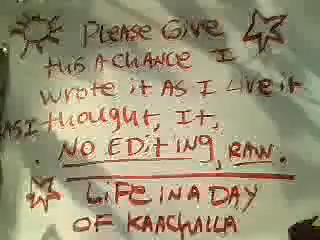 PLEASE GIVE
this A CHANCE I
wrote it AS I LIVE it.
AS I thought, It,
NO EDITING, RAW.
LIFE IN A DAY
OF KAACHALLA